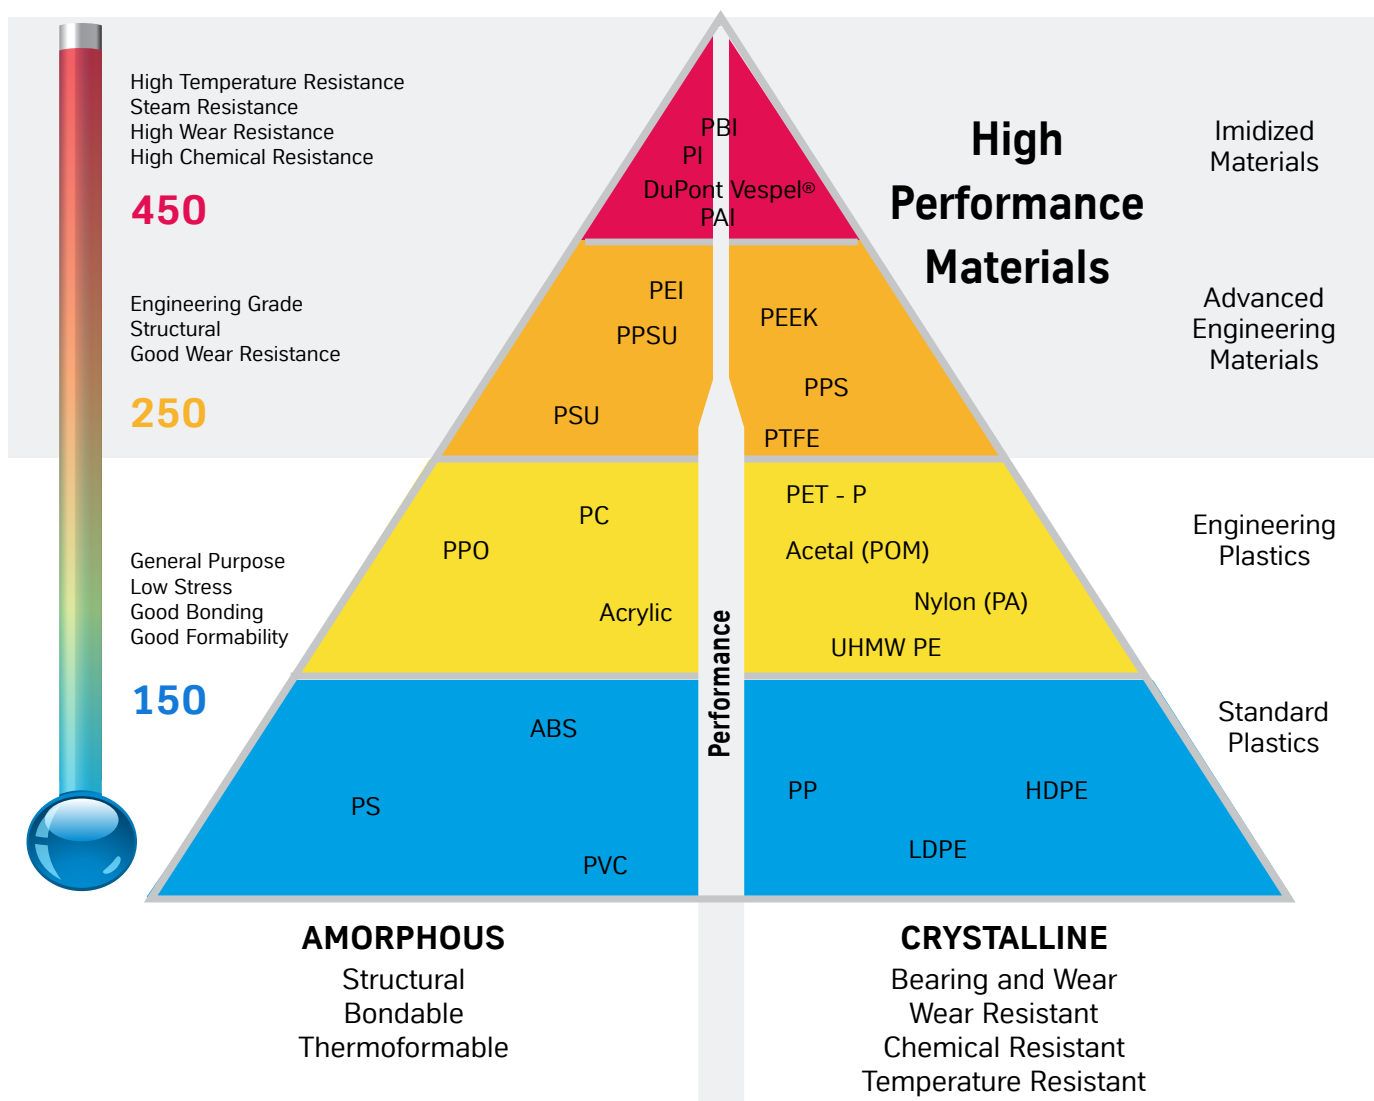 High Temperature Resistance
Steam Resistance
High Wear Resistance
High Chemical Resistance
450
Engineering Grade
Structural
Good Wear Resistance
250
General Purpose
Low Stress
Good Bonding
Good Formability
150
PBI
PI
DuPont Vespel®
PAI
PEI
PPSU
PSU
PEEK
PPS
PTFE
PC
PPO
Acrylic
PET - P
Acetal (POM)
Nylon (PA)
UHMW PE
Performance
ABS
PS
PVC
PP
HDPE
LDPE
High
Performance
Materials
Imidized
Materials
Advanced
Engineering
Materials
Engineering
Plastics
Standard
Plastics
AMORPHOUS
Structural
Bondable
Thermoformable
CRYSTALLINE
Bearing and Wear
Wear Resistant
Chemical Resistant
Temperature Resistant